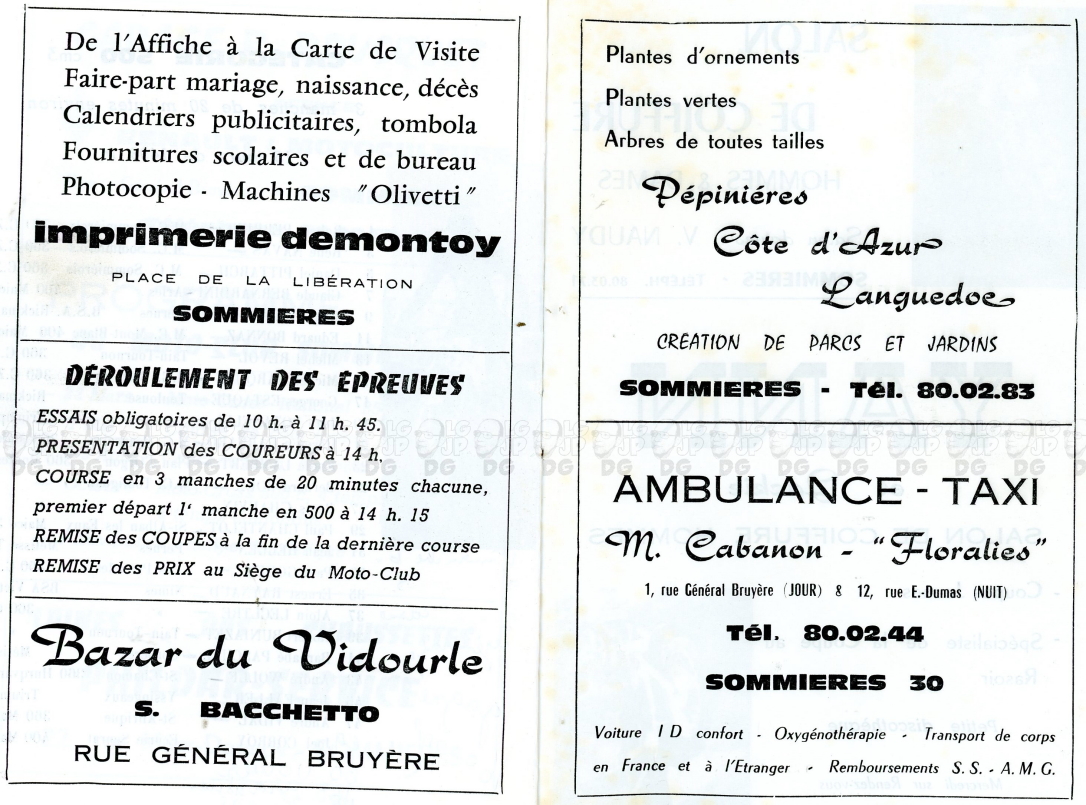 De l'Affiche à la Carte de Visite
Faire-part mariage, naissance, décès
Calendriers publicitaires, tombola
Fournitures scolaires et de bureau
Photocopie - Machines "Olivetti"
imprimerie demontoy
PLACE DE LA LIBÉRATION
SOMMIERES
DÉROULEMENT DES ÉPREUVES
ESSAIS obligatoires de 10 h. à 11 h. 45.
PRESENTATION des COUREURS à 14 h.
COURSE en 3 manches de 20 minutes chacune,
premier départ 1' manche en 500 à 14 h. 15
REMISE des COUPES à la fin de la dernière course
REMISE des PRIX au Siège du Moto-Club
Bazar du Vidourle
S. BACCHETTO
RUE GÉNÉRAL BRUYÈRE
Plantes d'ornements
Plantes vertes
Arbres de toutes tailles
Pépiniéres
Côte d'Azur
Languedoc
CREATION DE PARCS ET JARDINS
SOMMIERES - Tél. 80.02.83
AMBULANCE - TAXI
M. Cabanon - "Floralies"
1, rue Général Bruyère (JOUR) & 12, rue E.-Dumas (NUIT)
Tél. 80.02.44
SOMMIERES 30
Voiture I D confort - Oxygénothérapie - Transport de corps
en France et à l'Etranger - Remboursements S. S. - A. M. G.